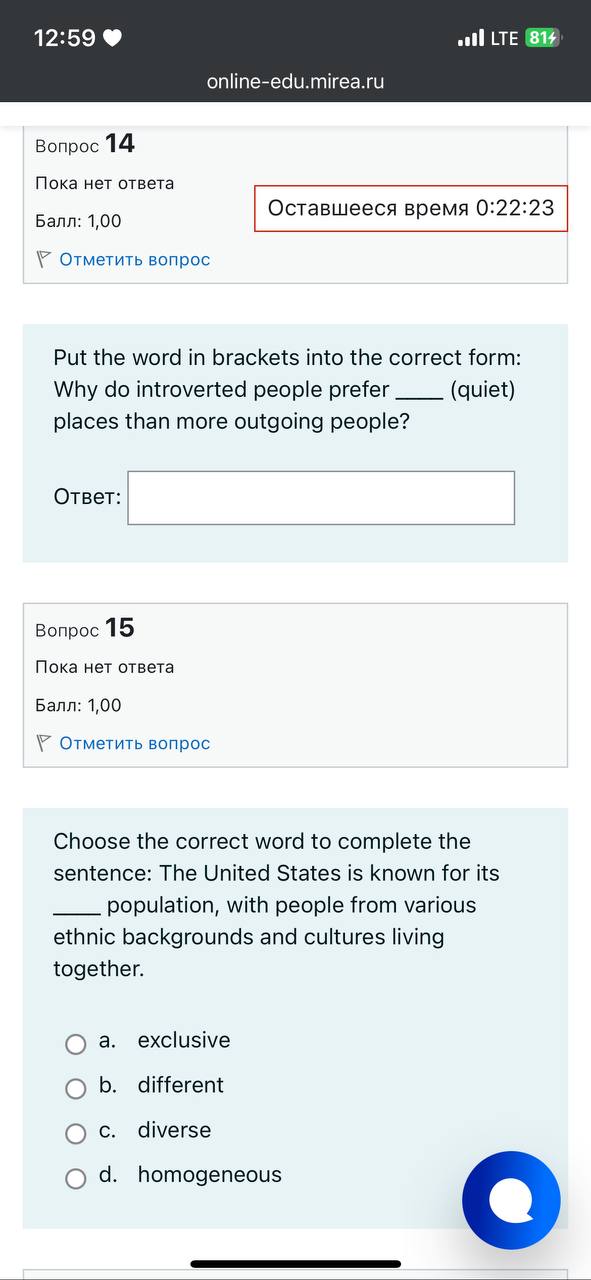 12:59
LTE 81
online-edu.mirea.ru
Вопрос 14
Пока нет ответа
Оставшееся время 0:22:23
Балл: 1,00
Отметить вопрос
Put the word in brackets into the correct form:
Why do introverted people prefer ____ (quiet)
places than more outgoing people?
Ответ:
Вопрос 15
Пока нет ответа
Балл: 1,00
Отметить вопрос
Choose the correct word to complete the
sentence: The United States is known for its
____ population, with people from various
ethnic backgrounds and cultures living
together.
a. exclusive
b. different
c. diverse
d. homogeneous